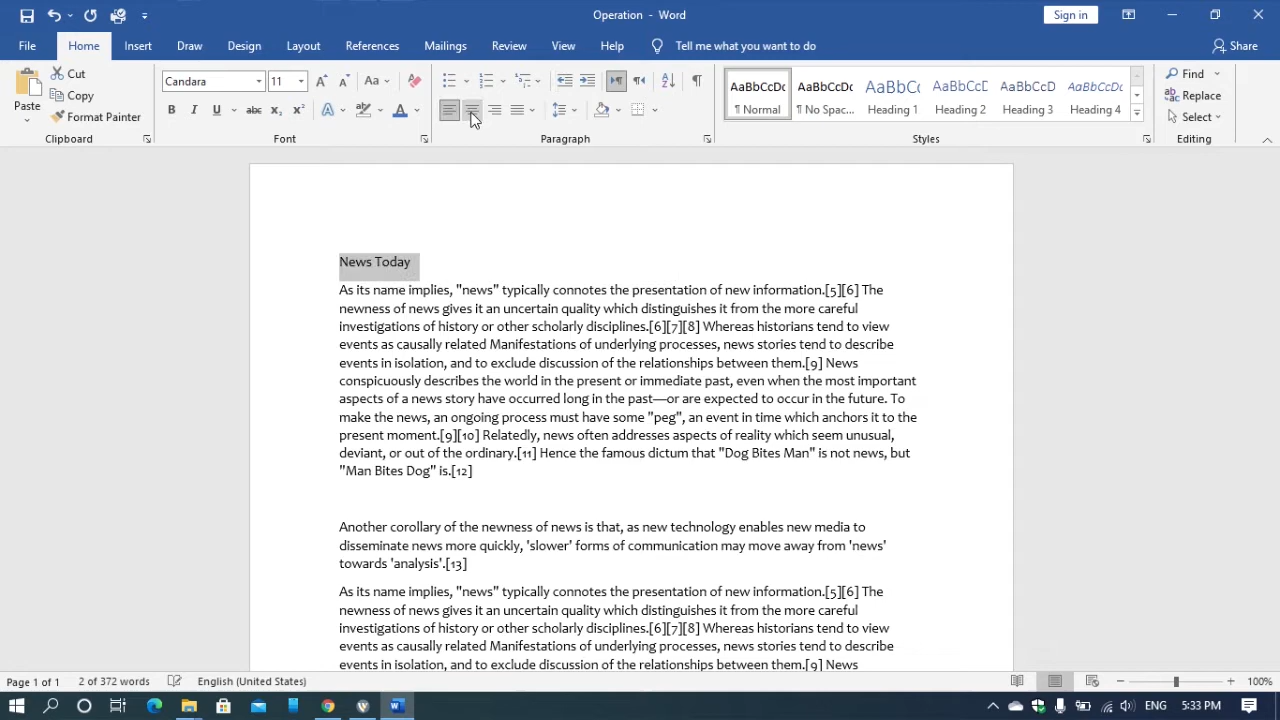 Operation - Word
Sign in
File Home Insert Draw Design Layout References Mailings Review View Help Tell me what you want to do Share
Paste
Cut
Copy
Format Painter
Clipboard
Candara 11
Aa
B I U abc x₂ x² A A
Font
Paragraph
AaBbCcDc AaBbCcDc AaBbCc AaBbCcD AaBbCcD AaBbCcDc
¶ Normal ¶ No Spac... Heading 1 Heading 2 Heading 3 Heading 4
Styles
Find
Replace
Select
Editing
News Today
As its name implies, "news" typically connotes the presentation of new information.[5][6] The
newness of news gives it an uncertain quality which distinguishes it from the more careful
investigations of history or other scholarly disciplines.[6][7][8] Whereas historians tend to view
events as causally related Manifestations of underlying processes, news stories tend to describe
events in isolation, and to exclude discussion of the relationships between them.[9] News
conspicuously describes the world in the present or immediate past, even when the most important
aspects of a news story have occurred long in the past—or are expected to occur in the future. To
make the news, an ongoing process must have some "peg", an event in time which anchors it to the
present moment.[9][10] Relatedly, news often addresses aspects of reality which seem unusual,
deviant, or out of the ordinary.[11] Hence the famous dictum that "Dog Bites Man" is not news, but
"Man Bites Dog" is.[12]
Another corollary of the newness of news is that, as new technology enables new media to
disseminate news more quickly, 'slower' forms of communication may move away from 'news'
towards 'analysis'.[13]
As its name implies, "news" typically connotes the presentation of new information.[5][6] The
newness of news gives it an uncertain quality which distinguishes it from the more careful
investigations of history or other scholarly disciplines.[6][7][8] Whereas historians tend to view
events as causally related Manifestations of underlying processes, news stories tend to describe
events in isolation, and to exclude discussion of the relationships between them.[9] News
Page 1 of 1 2 of 372 words English (United States) 100%
ENG 5:33 PM